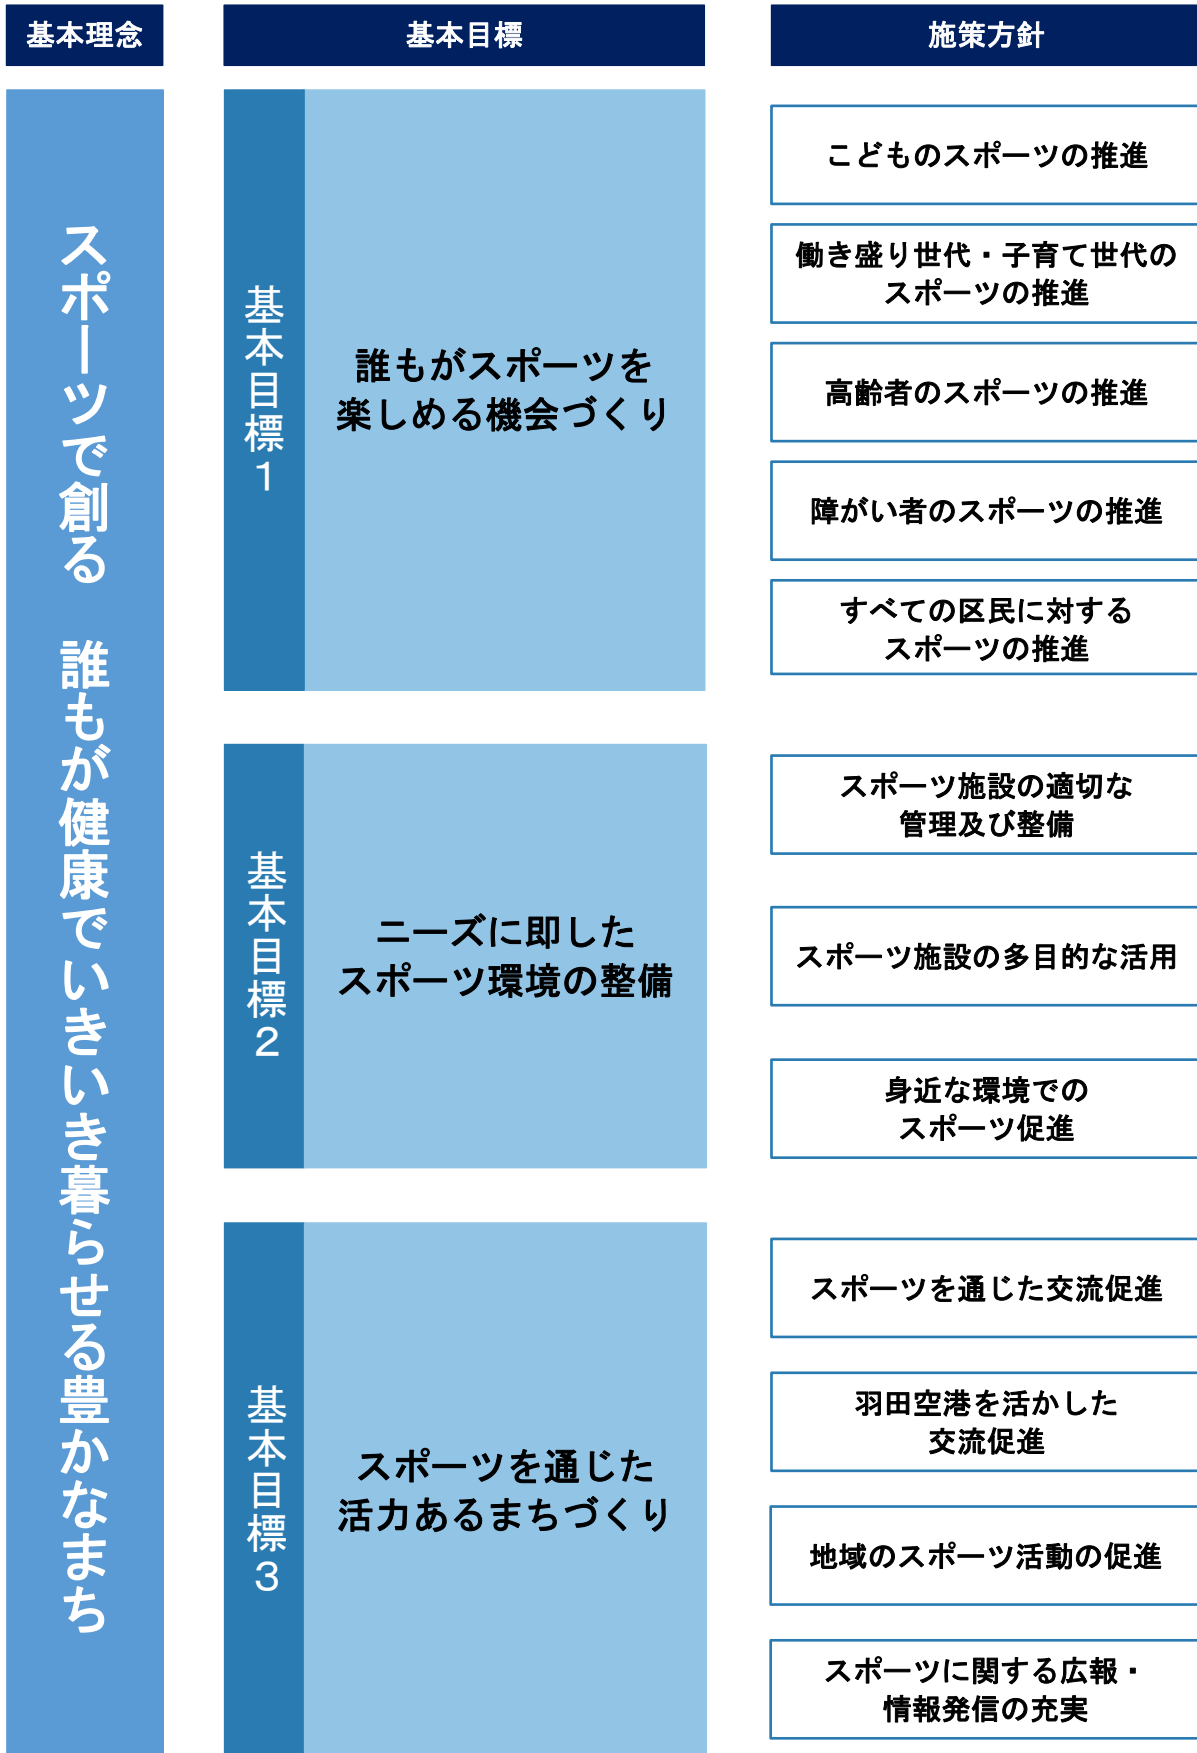 基本理念
基本目標
施策方針
スポーツで創る　誰もが健康でいきいき暮らせる豊かなまち
基本目標１
誰もがスポーツを
楽しめる機会づくり
こどものスポーツの推進
働き盛り世代・子育て世代の
スポーツの推進
高齢者のスポーツの推進
障がい者のスポーツの推進
すべての区民に対する
スポーツの推進
基本目標２
ニーズに即した
スポーツ環境の整備
スポーツ施設の適切な
管理及び整備
スポーツ施設の多目的な活用
身近な環境での
スポーツ促進
基本目標３
スポーツを通じた
活力あるまちづくり
スポーツを通じた交流促進
羽田空港を活かした
交流促進
地域のスポーツ活動の促進
スポーツに関する広報・
情報発信の充実